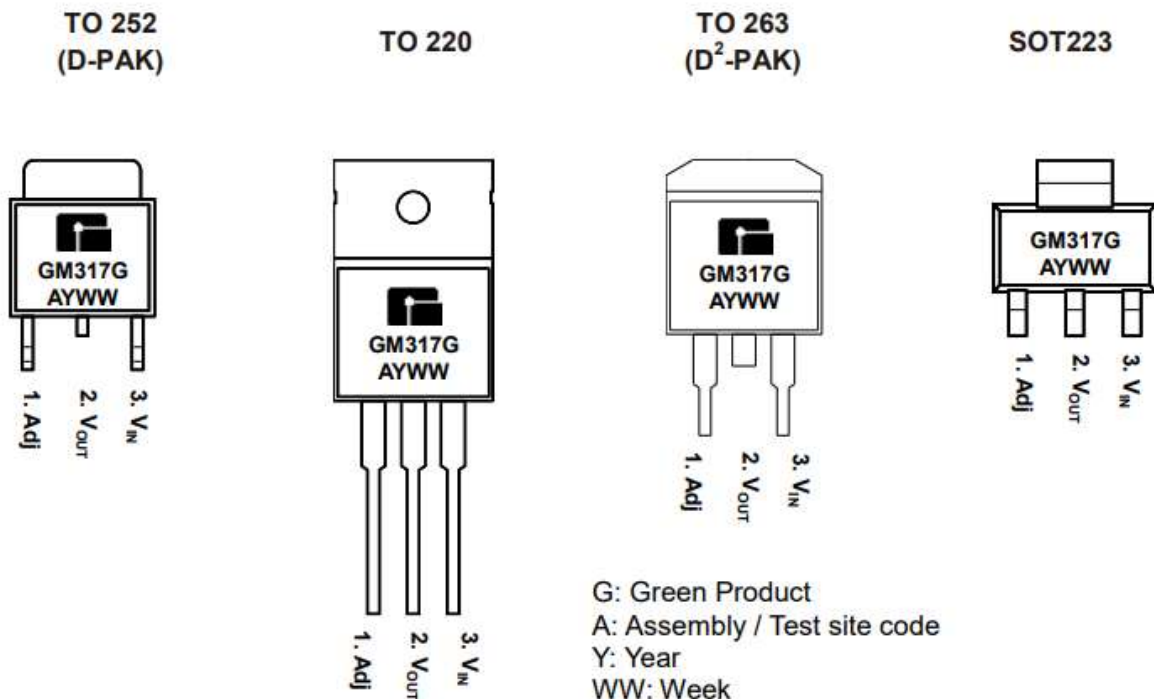 TO 252
(D-PAK)
TO 220
TO 263
(D²-PAK)
SOT223
GM317G
AYWW
1. Adj
2. VOUT
3. VIN
GM317G
AYWW
1. Adj
2. VOUT
3. VIN
GM317G
AYWW
1. Adj
2. VOUT
3. VIN
GM317G
AYWW
1. Adj
2. VOUT
3. VIN
G: Green Product
A: Assembly / Test site code
Y: Year
WW: Week